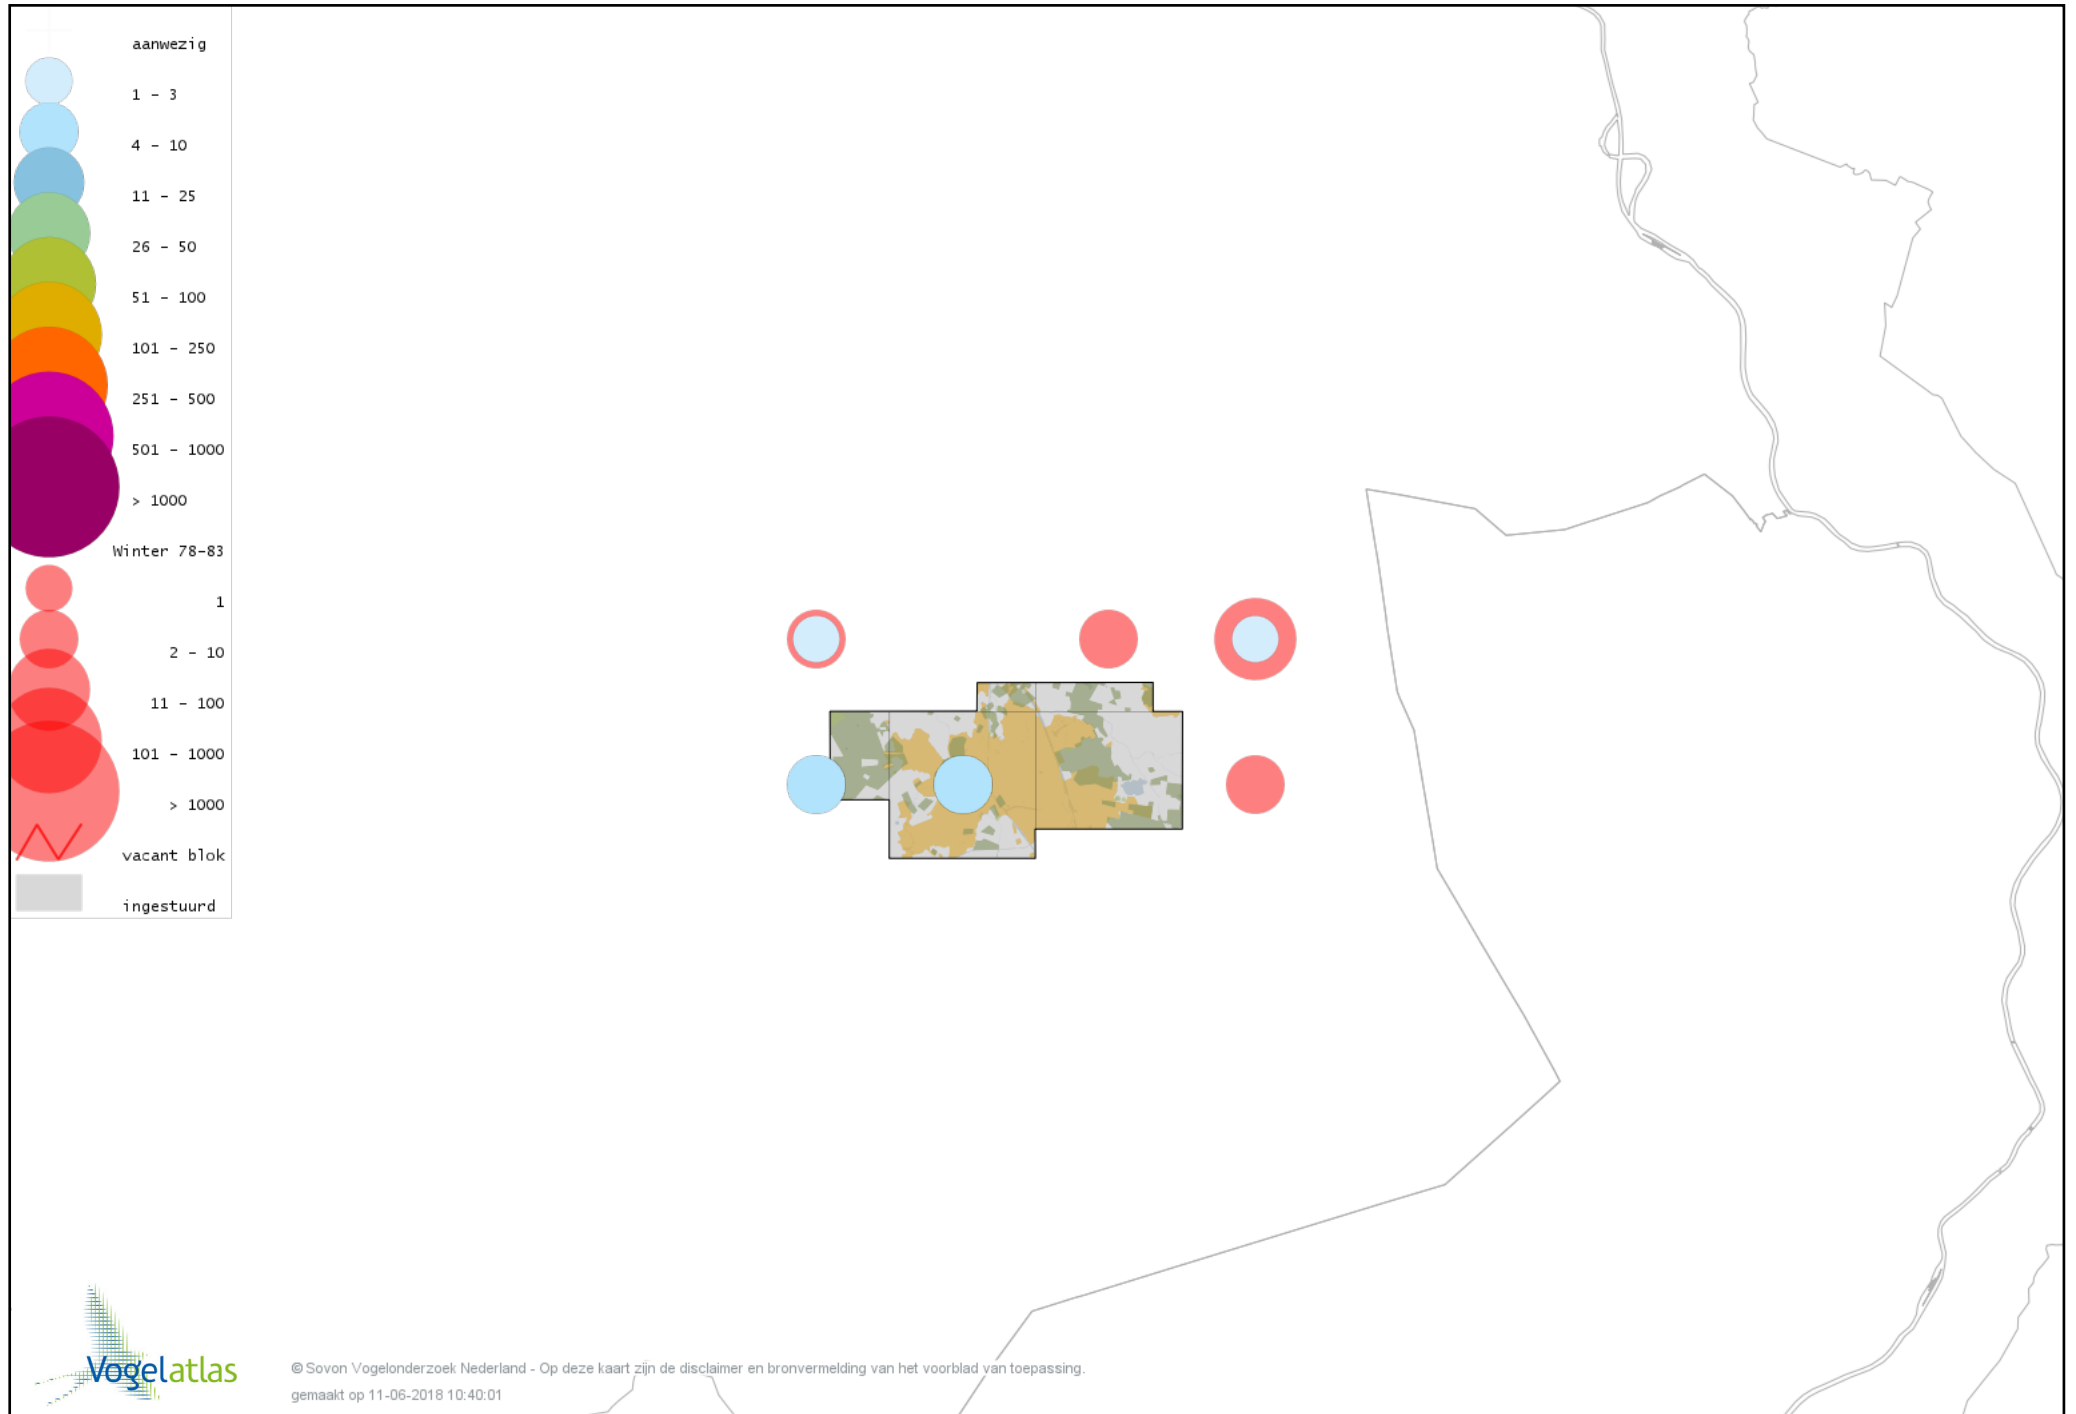 aanwezig
1 – 3
4 – 10
11 – 25
26 – 50
51 – 100
101 – 250
251 – 500
501 – 1000
> 1000
Winter 78-83
1
2 – 10
11 – 100
101 – 1000
> 1000
vacant blok
ingestuurd
Vogelatlas
© Sovon Vogelonderzoek Nederland - Op deze kaart zijn de disclaimer en bronvermelding van het voorblad van toepassing.
gemaakt op 11-06-2018 10:40:01